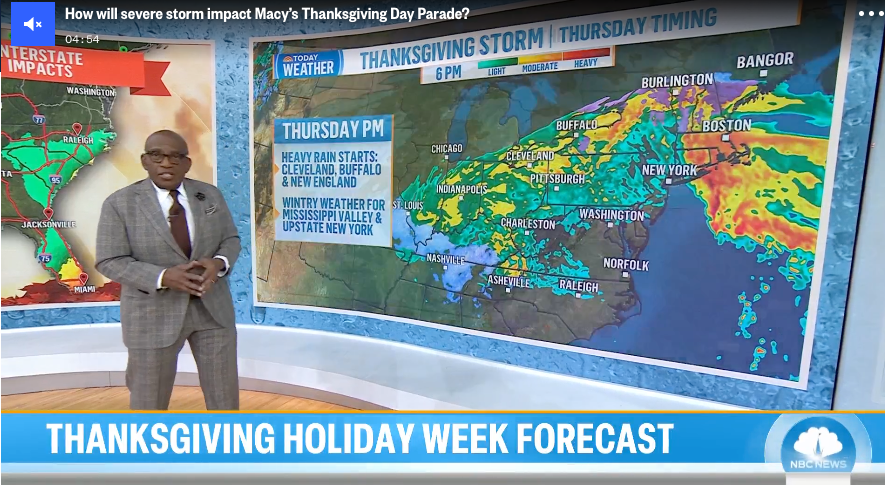 How will severe storm impact Macy's Thanksgiving Day Parade?
04:54
INTERSTATE
IMPACTS
WASHINGTON
77
RALEIGH
95
JACKSONVILLE
75
MIAMI
TODAY
WEATHER
THANKSGIVING STORM | THURSDAY TIMING
6 PM
LIGHT
MODERATE
HEAVY
THURSDAY PM
HEAVY RAIN STARTS:
CLEVELAND, BUFFALO
& NEW ENGLAND
WINTRY WEATHER FOR
MISSISSIPPI VALLEY &
UPSTATE NEW YORK
BANGOR
BURLINGTON
BOSTON
BUFFALO
CHICAGO
CLEVELAND
NEW YORK
PITTSBURGH
INDIANAPOLIS
ST. LOUIS
WASHINGTON
CHARLESTON
NASHVILLE
NORFOLK
ASHEVILLE
RALEIGH
THANKSGIVING HOLIDAY WEEK FORECAST
NBC NEWS